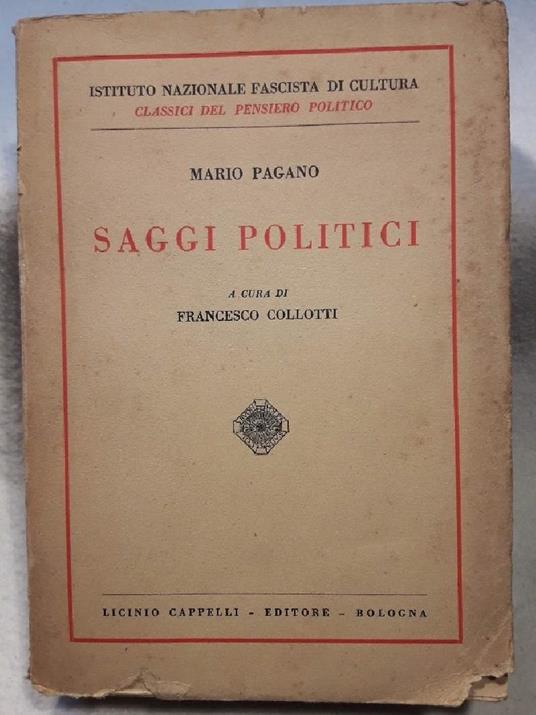 ISTITUTO NAZIONALE FASCISTA DI CULTURA
CLASSICI DEL PENSIERO POLITICO
MARIO PAGANO
SAGGI POLITICI
A CURA DI
FRANCESCO COLLOTTI
LICINIO CAPPELLI - EDITORE - BOLOGNA